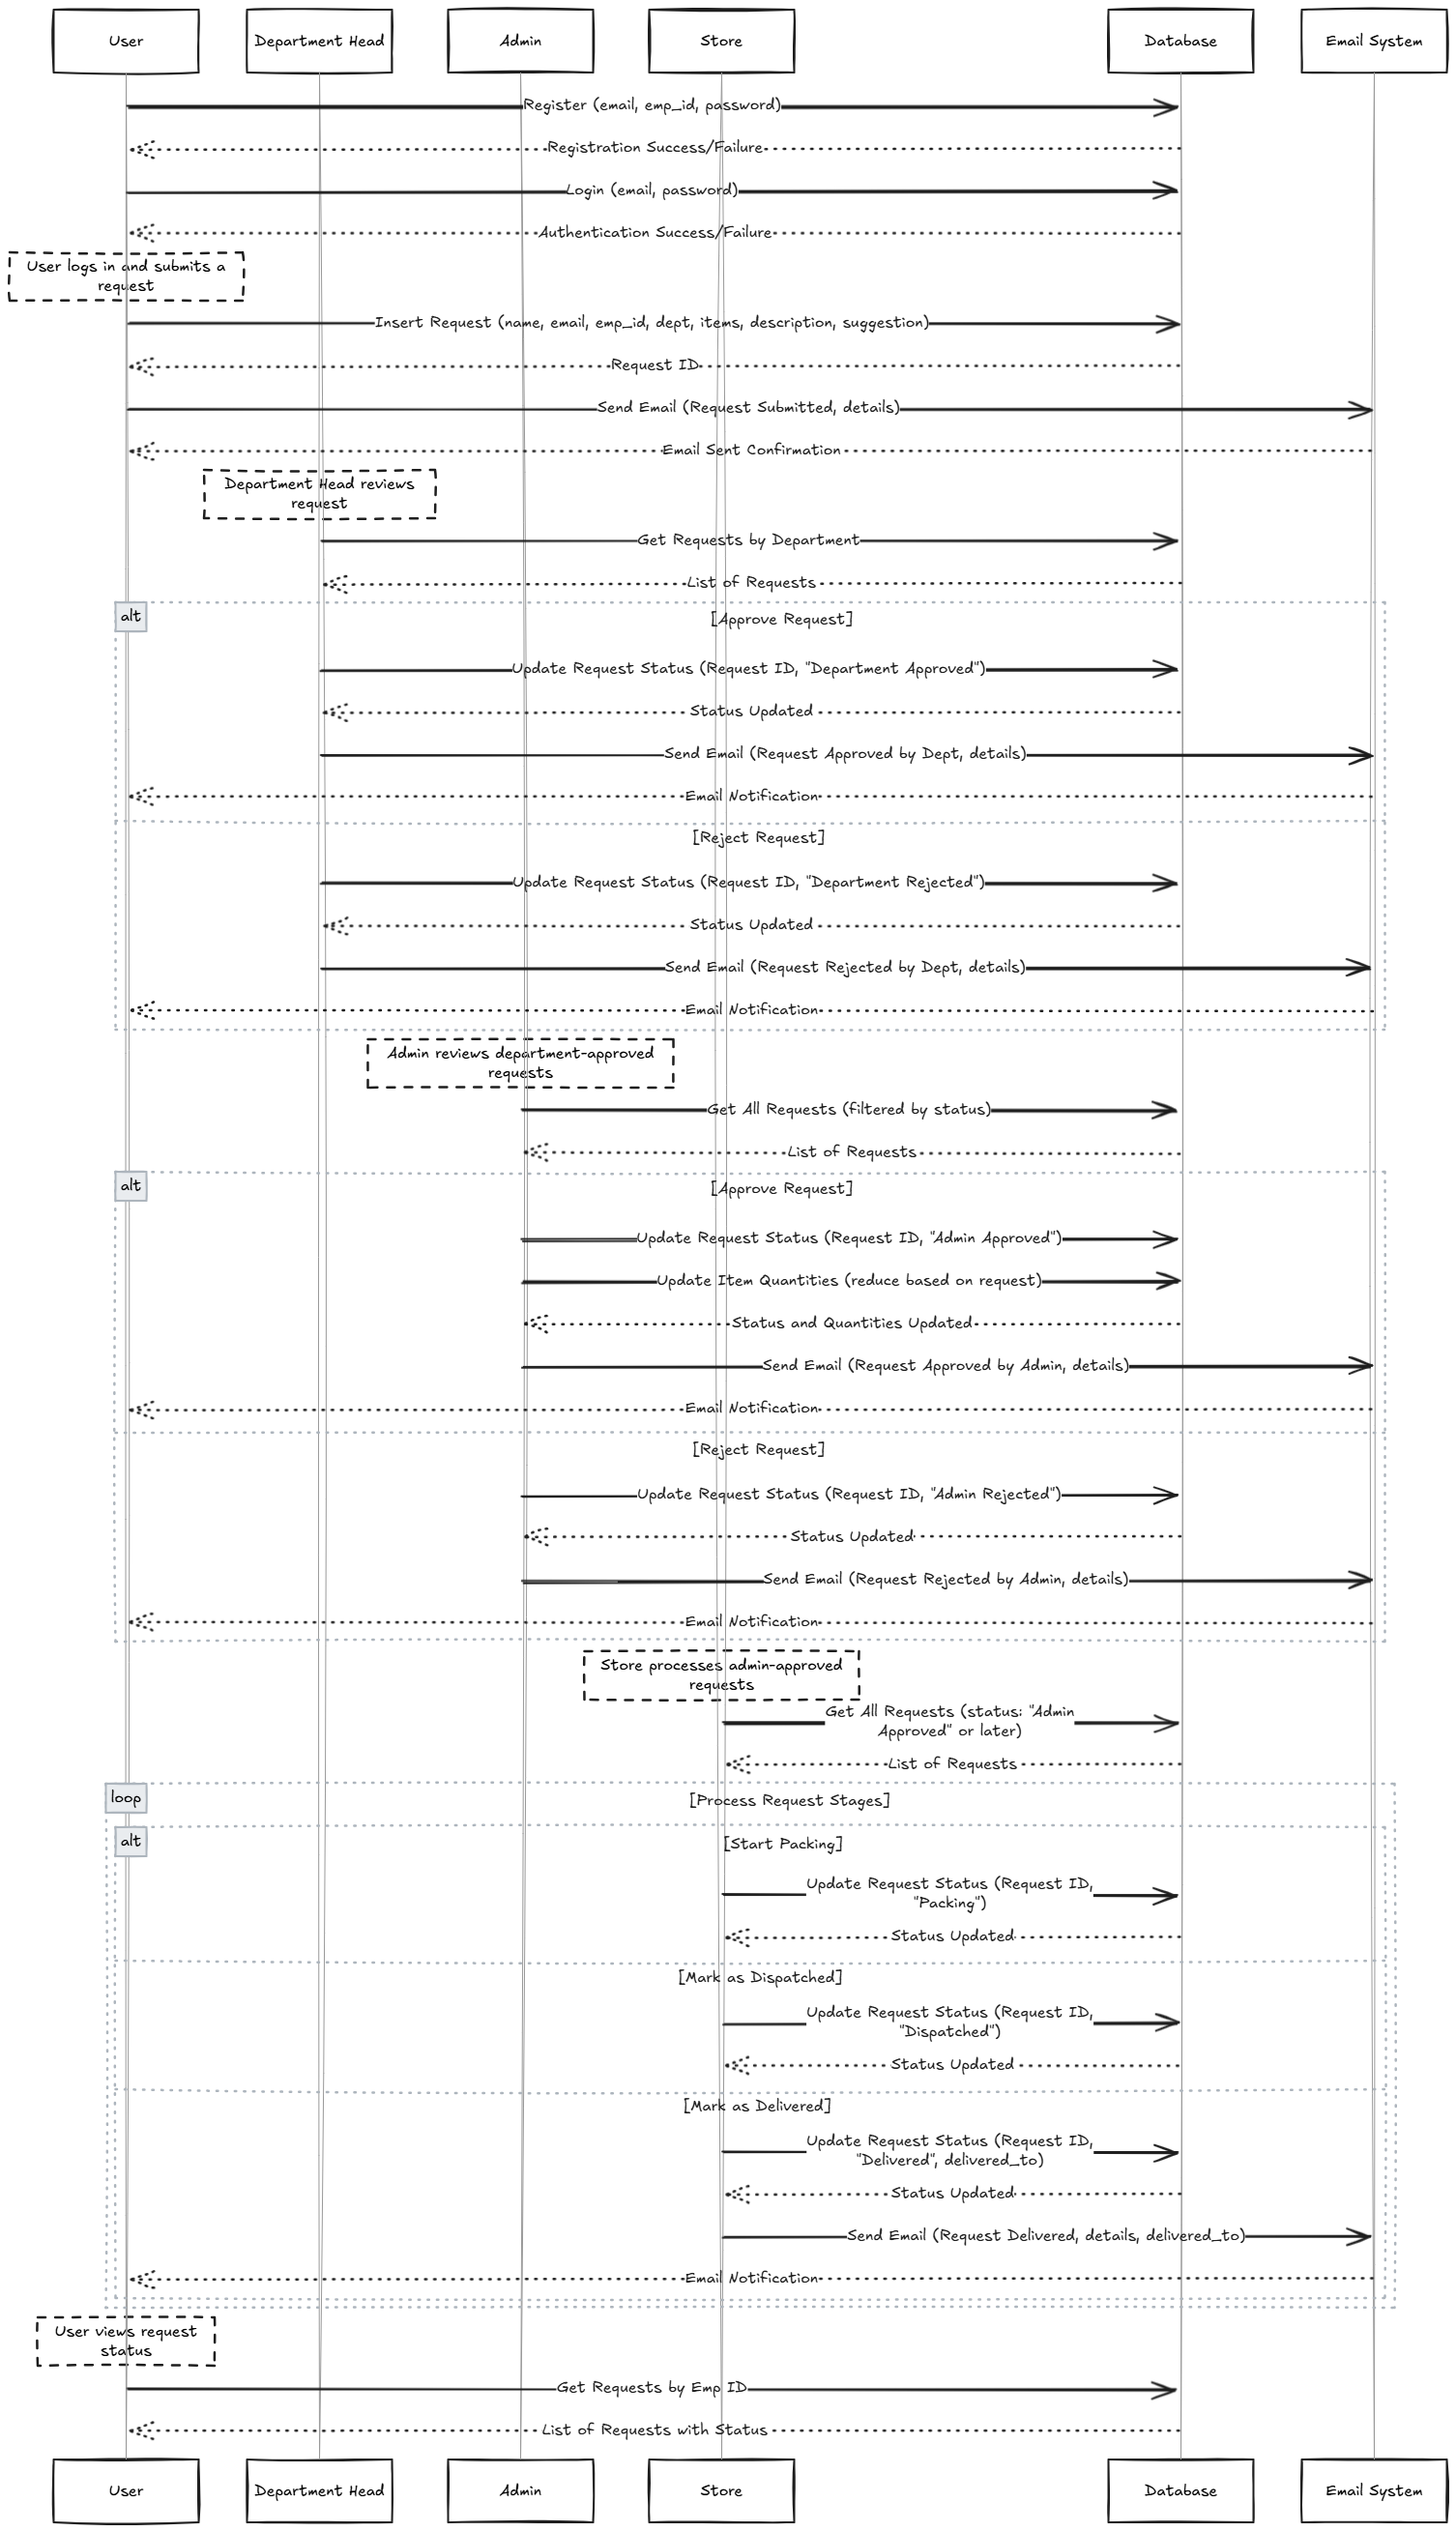 User
Department Head
Admin
Store
Database
Email System
Register (email, emp_id, password)
Registration Success/Failure
Login (email, password)
Authentication Success/Failure
User logs in and submits a
request
Insert Request (name, email, emp_id, dept, items, description, suggestion)
Request ID
Send Email (Request Submitted, details)
Email Sent Confirmation
Department Head reviews
request
Get Requests by Department
List of Requests
alt
[Approve Request]
Update Request Status (Request ID, "Department Approved")
Status Updated
Send Email (Request Approved by Dept, details)
Email Notification
[Reject Request]
Update Request Status (Request ID, "Department Rejected")
Status Updated
Send Email (Request Rejected by Dept, details)
Email Notification
Admin reviews department-approved
requests
Get All Requests (filtered by status)
List of Requests
alt
[Approve Request]
Update Request Status (Request ID, "Admin Approved")
Update Item Quantities (reduce based on request)
Status and Quantities Updated
Send Email (Request Approved by Admin, details)
Email Notification
[Reject Request]
Update Request Status (Request ID, "Admin Rejected")
Status Updated
Send Email (Request Rejected by Admin, details)
Email Notification
Store processes admin-approved
requests
Get All Requests (status: "Admin
Approved" or later)
List of Requests
loop
[Process Request Stages]
alt
[Start Packing]
Update Request Status (Request ID,
"Packing")
Status Updated
[Mark as Dispatched]
Update Request Status (Request ID,
"Dispatched")
Status Updated
[Mark as Delivered]
Update Request Status (Request ID,
"Delivered", delivered_to)
Status Updated
Send Email (Request Delivered, details, delivered_to)
Email Notification
User views request
status
Get Requests by Emp ID
List of Requests with Status
User
Department Head
Admin
Store
Database
Email System